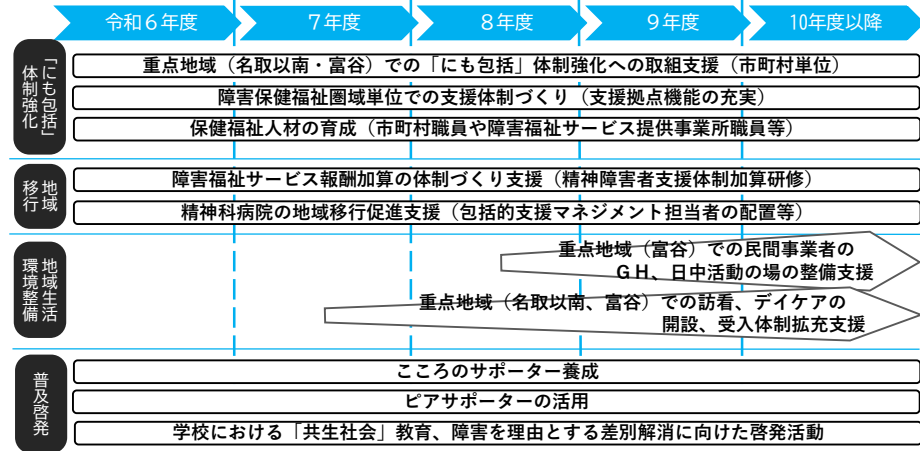 令和6年度
7年度
8年度
9年度
10年度以降
「にも包括」
体制強化
重点地域（名取以南・富谷）での「にも包括」体制強化への取組支援（市町村単位）
障害保健福祉圏域単位での支援体制づくり（支援拠点機能の充実）
保健福祉人材の育成（市町村職員や障害福祉サービス提供事業所職員等）
地域
移行
障害福祉サービス報酬加算の体制づくり支援（精神障害者支援体制加算研修）
精神科病院の地域移行促進支援（包括的支援マネジメント担当者の配置等）
地域生活
環境整備
重点地域（富谷）での民間事業者の
ＧＨ、日中活動の場の整備支援
重点地域（名取以南、富谷）での訪看、デイケアの
開設、受入体制拡充支援
普及啓発
こころのサポーター養成
ピアサポーターの活用
学校における「共生社会」教育、障害を理由とする差別解消に向けた啓発活動